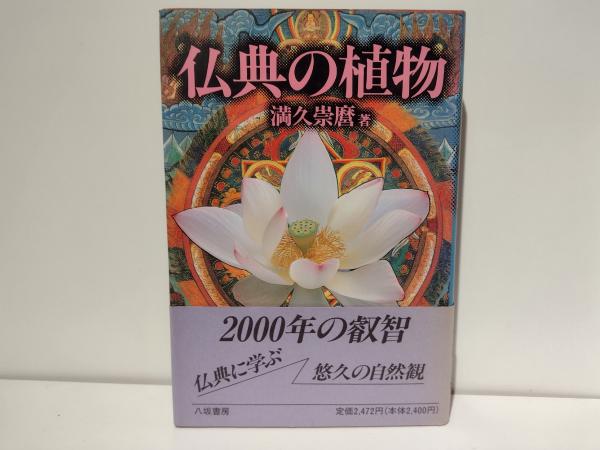 仏典の植物
満久崇麿 著
2000年の叡智
仏典に学ぶ
悠久の自然観
八坂書房
定価2,472円(本体2,400円)